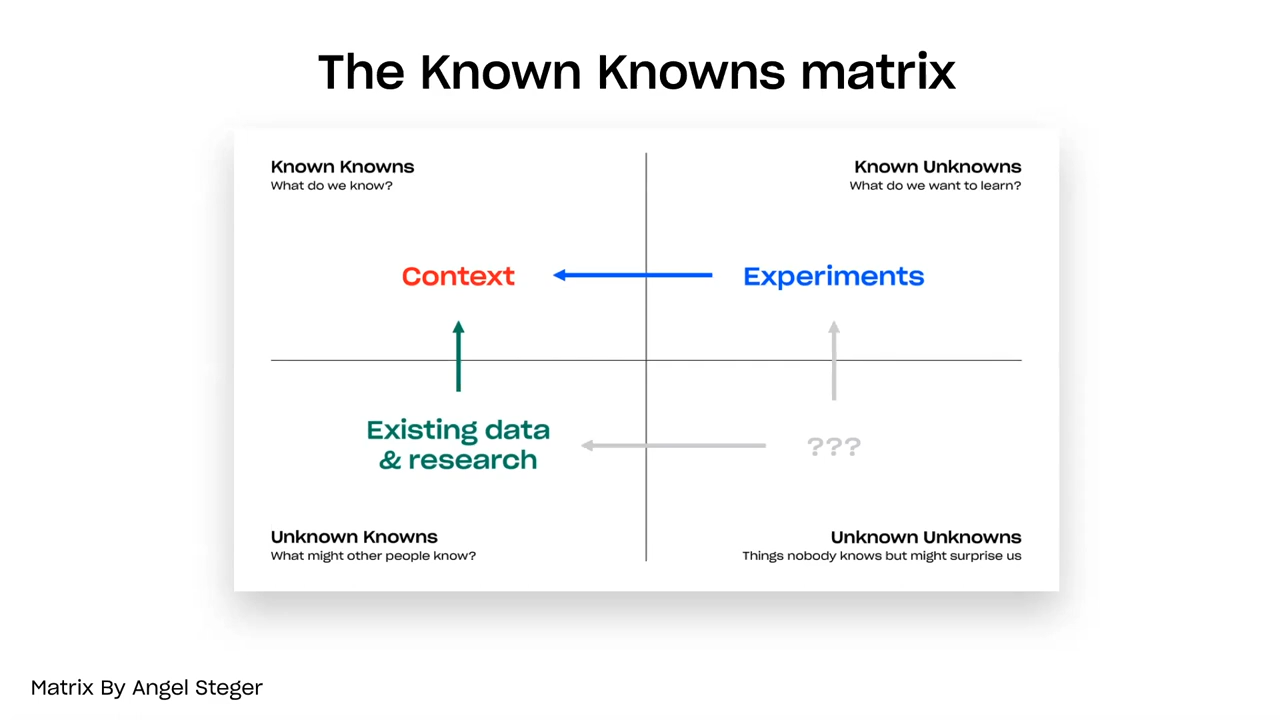 The Known Knowns matrix
Known Knowns
What do we know?
Known Unknowns
What do we want to learn?
Context
Experiments
Existing data
& research
???
Unknown Knowns
What might other people know?
Unknown Unknowns
Things nobody knows but might surprise us
Matrix By Angel Steger